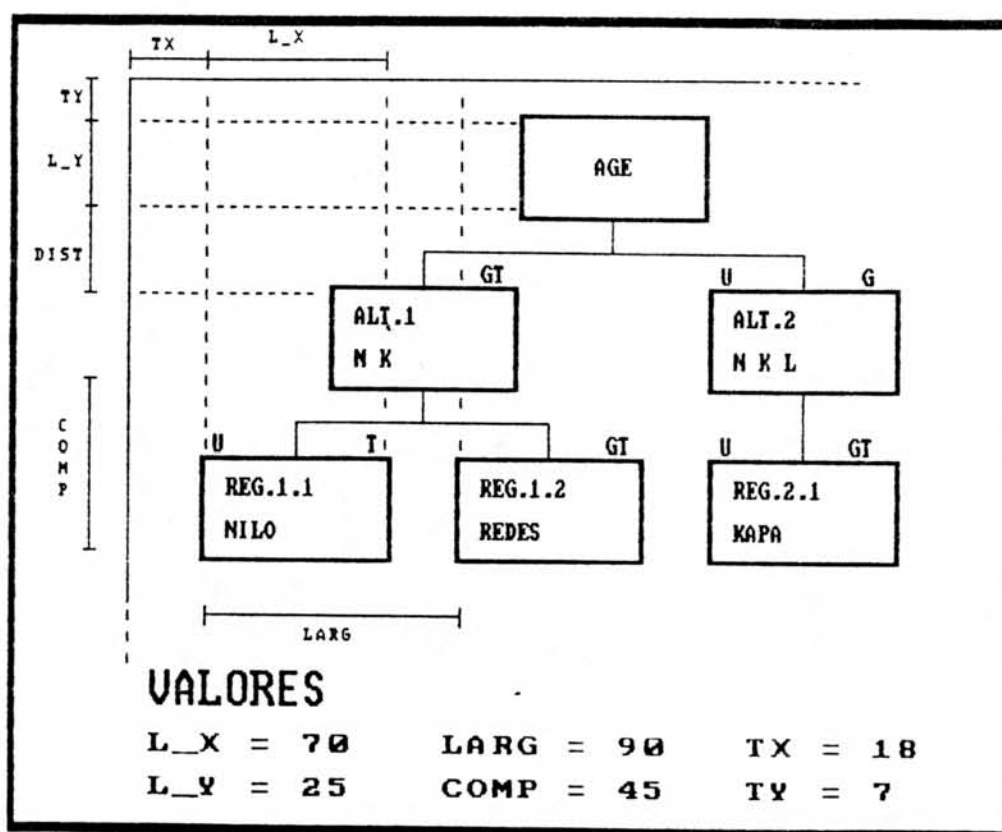 TX L_X
TY
L_Y
AGE
DIST
GT U G
ALT.1 ALT.2
N K N K L
COMP
U T GT U GT
REG.1.1 REG.1.2 REG.2.1
NILO REDES KAPA
LARG
VALORES
L_X = 70 LARG = 90 TX = 18
L_Y = 25 COMP = 45 TY = 7